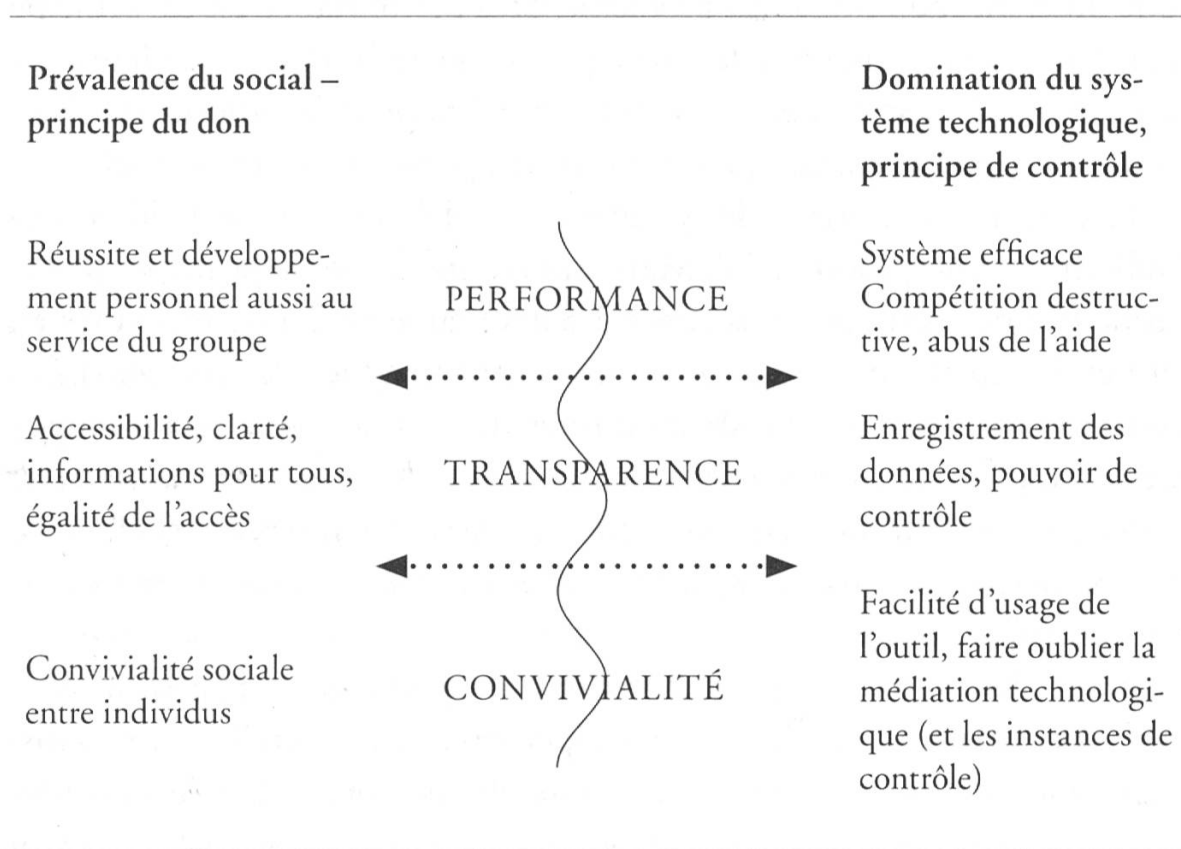 Prévalence du social –
principe du don
Domination du sys-
tème technologique,
principe de contrôle
Réussite et développe-
ment personnel aussi au
service du groupe
PERFORMANCE
Système efficace
Compétition destruc-
tive, abus de l'aide
Accessibilité, clarté,
informations pour tous,
égalité de l'accès
TRANSPARENCE
Enregistrement des
données, pouvoir de
contrôle
Convivialité sociale
entre individus
CONVIVIALITÉ
Facilité d'usage de
l'outil, faire oublier la
médiation technologi-
que (et les instances de
contrôle)